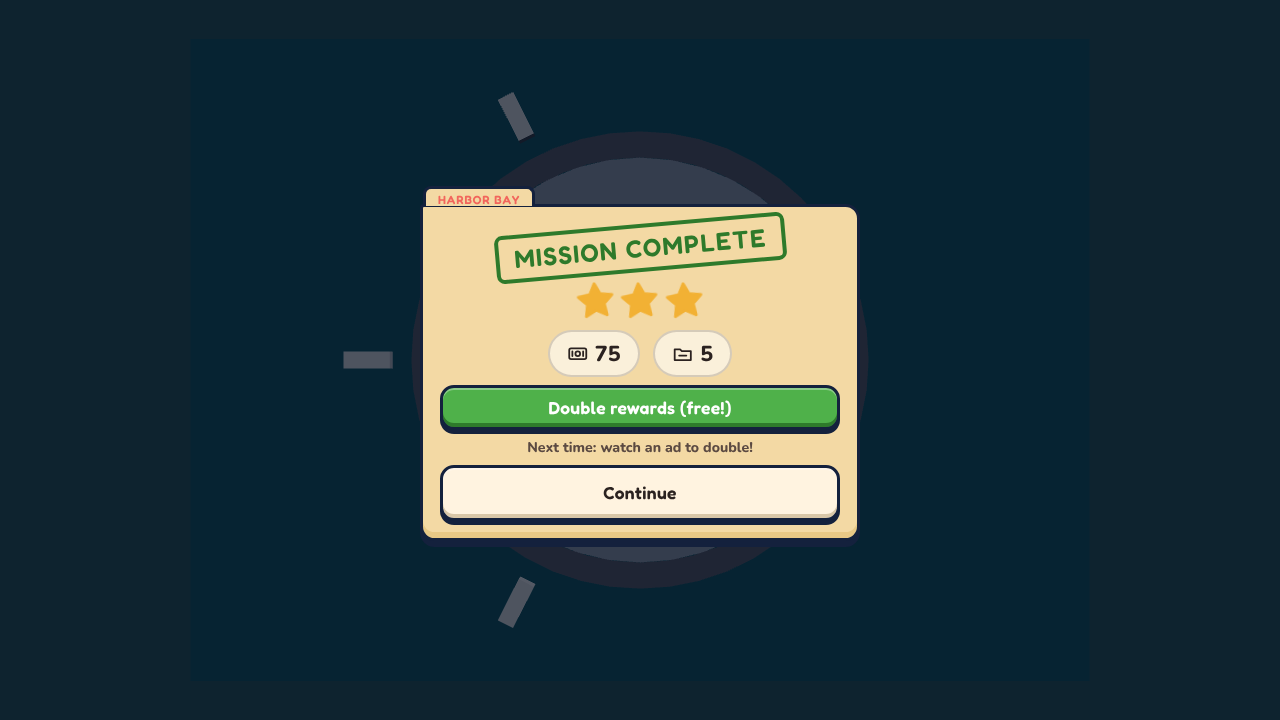 HARBOR BAY
MISSION COMPLETE
75
5
Double rewards (free!)
Next time: watch an ad to double!
Continue